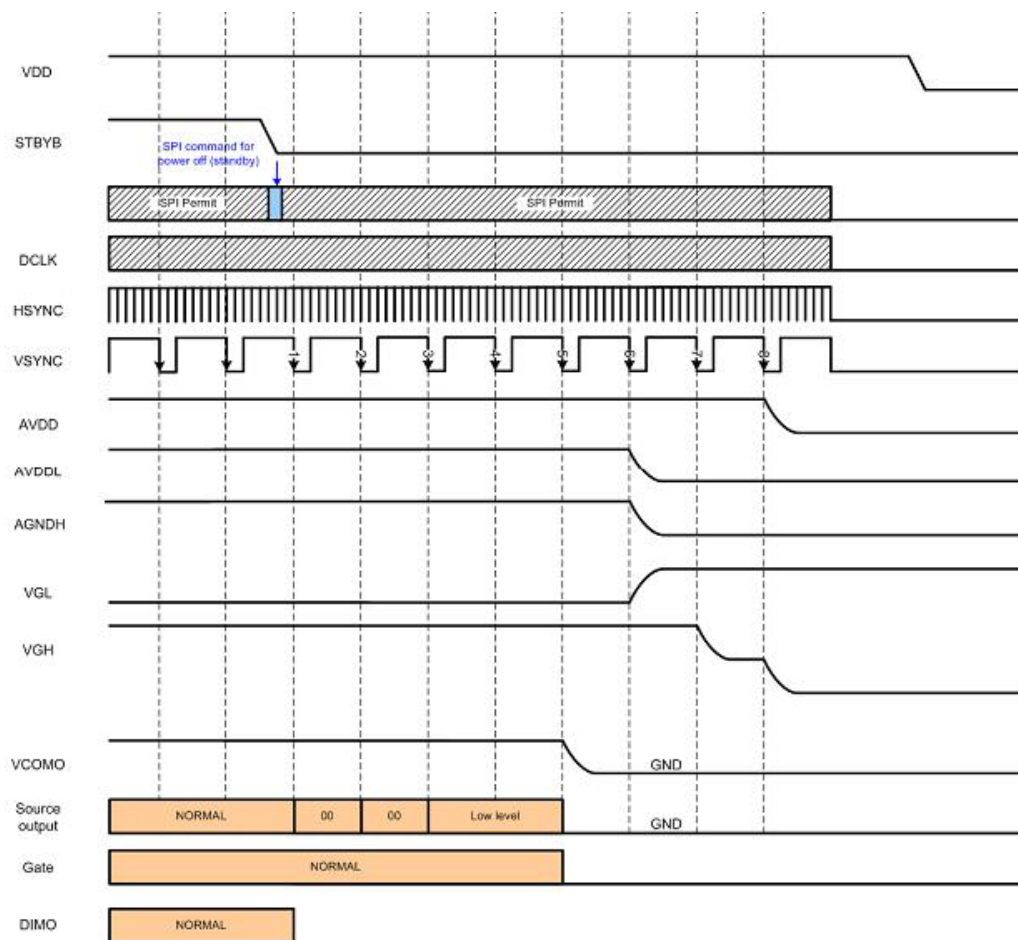 VDD
STBYB
SPI command for
power off (standby)
SPI Permit
SPI Permit
DCLK
HSYNC
VSYNC
1
2
3
4
5
6
7
8
AVDD
AVDDL
AGNDH
VGL
VGH
VCOMO
GND
Source
output
NORMAL
00
00
Low level
GND
Gate
NORMAL
DIMO
NORMAL